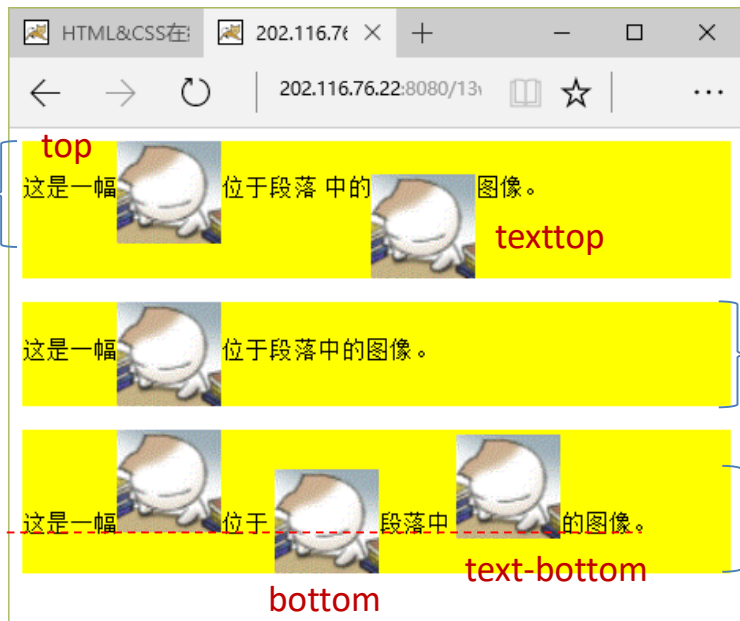 HTML&CSS在
202.116.76
202.116.76.22:8080/13
top
这是一幅 位于段落 中的 图像。
texttop
这是一幅 位于段落中的图像。
这是一幅 位于 段落中 的图像。
text-bottom
bottom